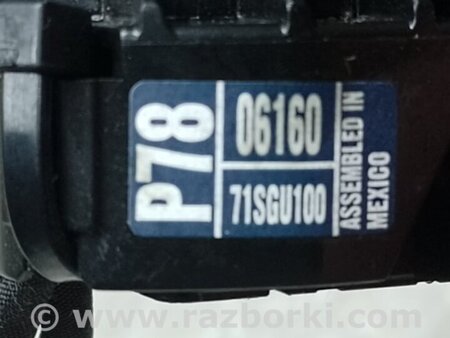 P78
06160
71SGU100
ASSEMBLED IN
MEXICO
© www.razborki.com